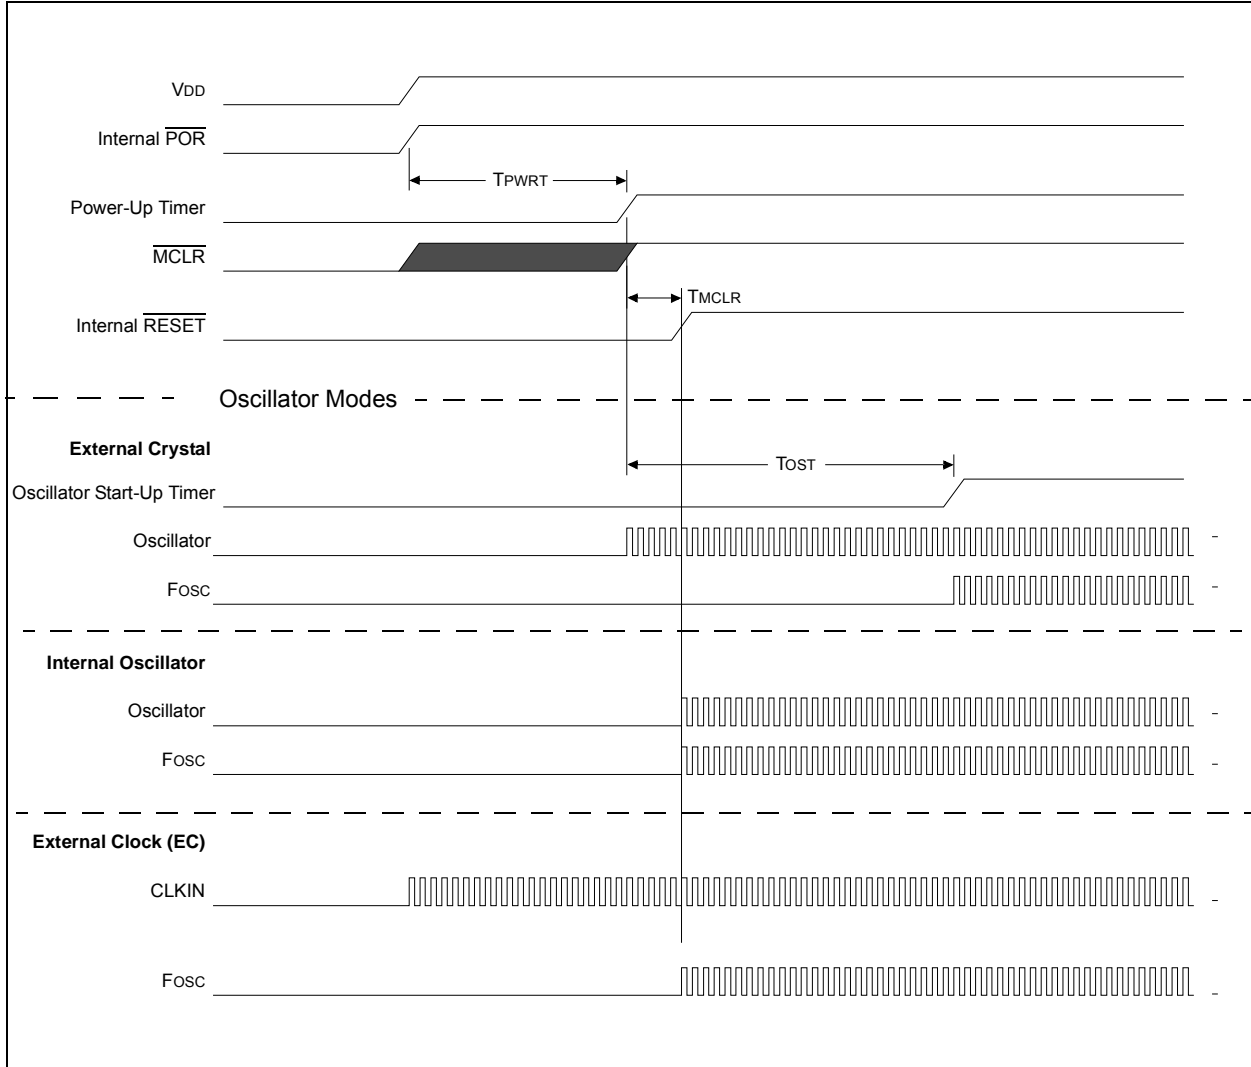 VDD
Internal POR
TPWRT
Power-Up Timer
MCLR
TMCLR
Internal RESET
Oscillator Modes
External Crystal
TOST
Oscillator Start-Up Timer
Oscillator
FOSC
Internal Oscillator
Oscillator
FOSC
External Clock (EC)
CLKIN
FOSC